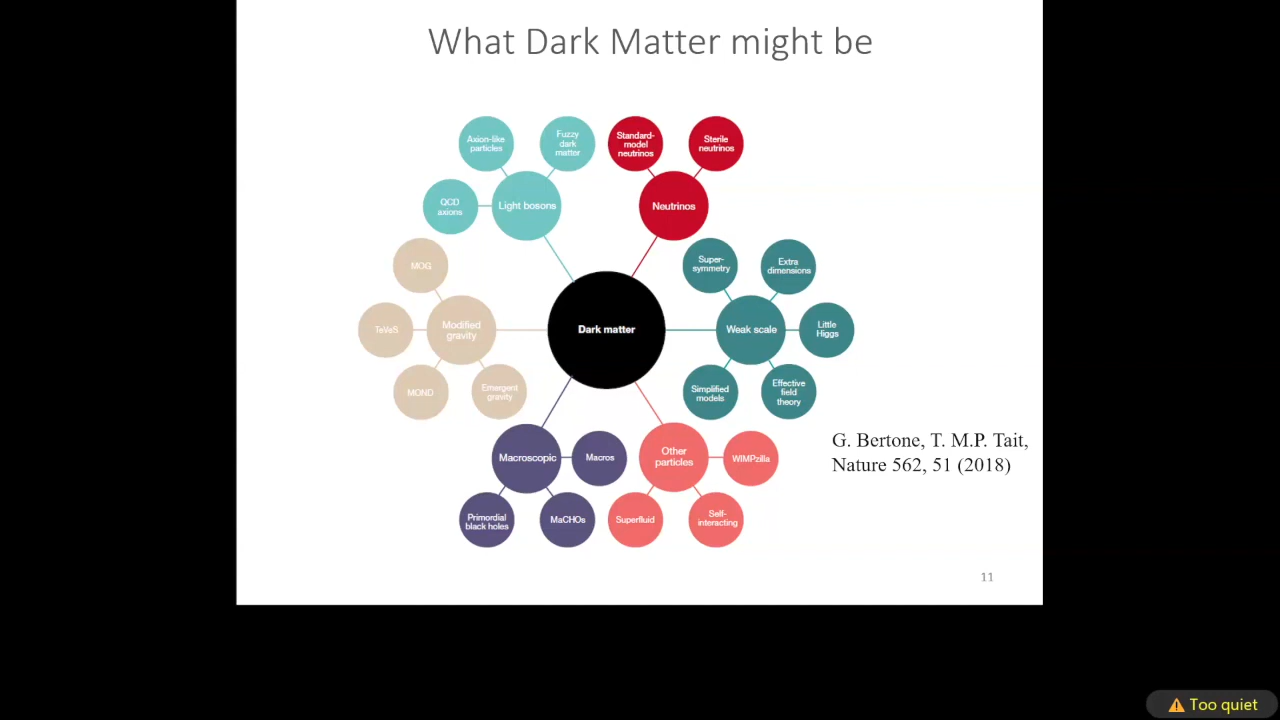 What Dark Matter might be
Axion-like
particles
Fuzzy
dark
matter
Standard-
model
neutrinos
Sterile
neutrinos
QCD
axions
Light bosons
Neutrinos
MOG
Super-
symmetry
Extra
dimensions
TeVeS
Modified
gravity
Dark matter
Weak scale
Little
Higgs
MOND
Emergent
gravity
Simplified
models
Effective
field
theory
G. Bertone, T. M.P. Tait,
Nature 562, 51 (2018)
Macroscopic
Macros
Other
particles
WIMPzilla
Primordial
black holes
MaCHOs
Superfluid
Self-
interacting
11
Too quiet